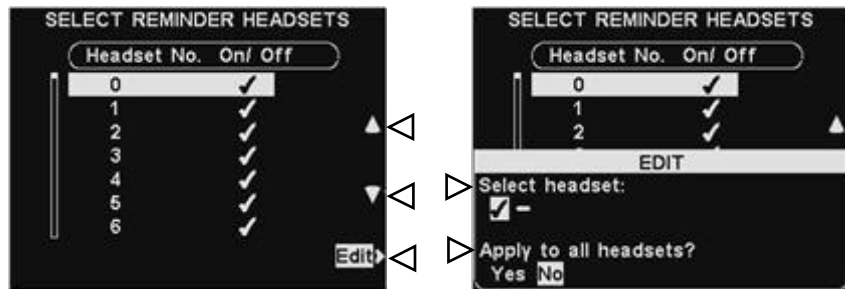 SELECT REMINDER HEADSETS
Headset No. On/ Off
0 ✓
1 ✓
2 ✓
3 ✓
4 ✓
5 ✓
6 ✓
Edit
SELECT REMINDER HEADSETS
Headset No. On/ Off
0 ✓
1 ✓
2 ✓
EDIT
Select headset:
✓ –
Apply to all headsets?
Yes No